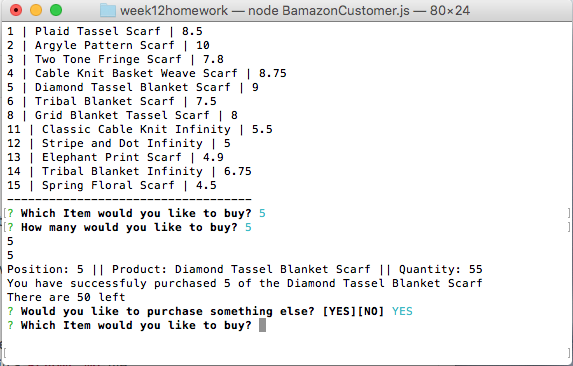 week12homework — node BamazonCustomer.js — 80×24
1 | Plaid Tassel Scarf | 8.5
2 | Argyle Pattern Scarf | 10
3 | Two Tone Fringe Scarf | 7.8
4 | Cable Knit Basket Weave Scarf | 8.75
5 | Diamond Tassel Blanket Scarf | 9
6 | Tribal Blanket Scarf | 7.5
8 | Grid Blanket Tassel Scarf | 8
11 | Classic Cable Knit Infinity | 5.5
12 | Stripe and Dot Infinity | 5
13 | Elephant Print Scarf | 4.9
14 | Tribal Blanket Infinity | 6.75
15 | Spring Floral Scarf | 4.5
-----------------------------------
[? Which Item would you like to buy? 5 ]
[? How many would you like to buy? 5 ]
5
5
Position: 5 || Product: Diamond Tassel Blanket Scarf || Quantity: 55
You have successfuly purchased 5 of the Diamond Tassel Blanket Scarf
There are 50 left
? Would you like to purchase something else? [YES][NO] YES
? Which Item would you like to buy?
[ ]